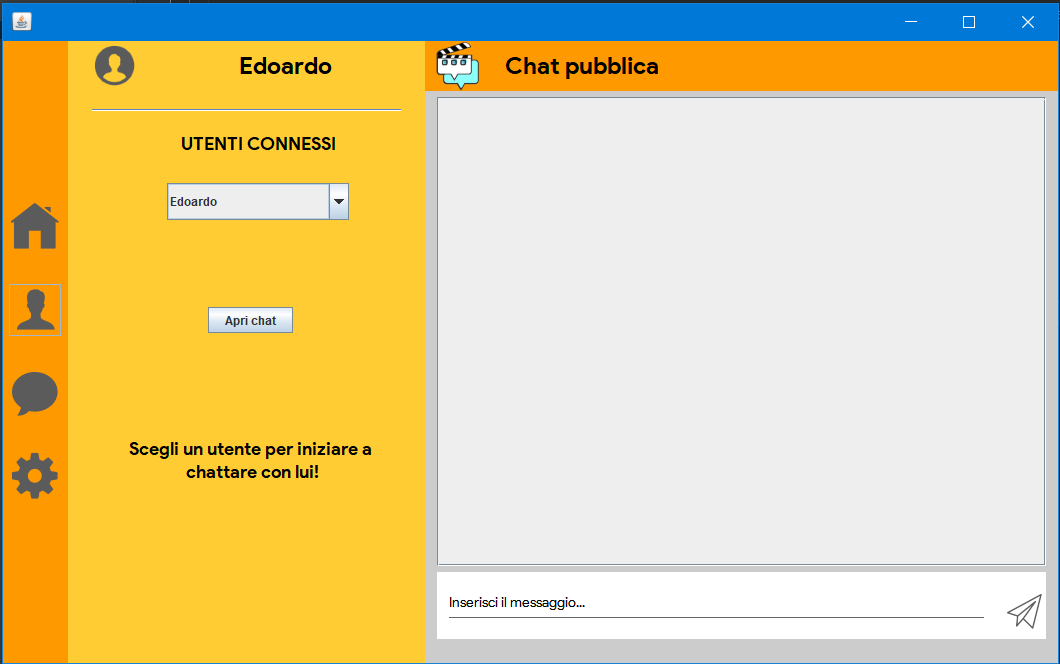 Edoardo
UTENTI CONNESSI
Edoardo
Apri chat
Scegli un utente per iniziare a
chattare con lui!
Chat pubblica
Inserisci il messaggio...